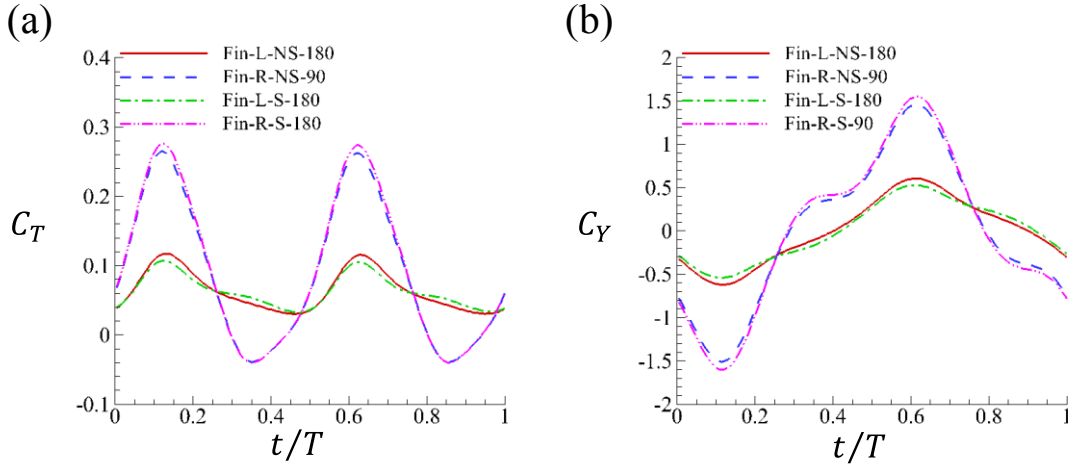 (a)
Fin-L-NS-180
Fin-R-NS-90
Fin-L-S-180
Fin-R-S-180
0.4
0.3
0.2
0.1
0
-0.1
C_T
0 0.2 0.4 0.6 0.8 1
t/T
(b)
Fin-L-NS-180
Fin-R-NS-90
Fin-L-S-180
Fin-R-S-90
2
1.5
1
0.5
0
-0.5
-1
-1.5
-2
C_Y
0 0.2 0.4 0.6 0.8 1
t/T